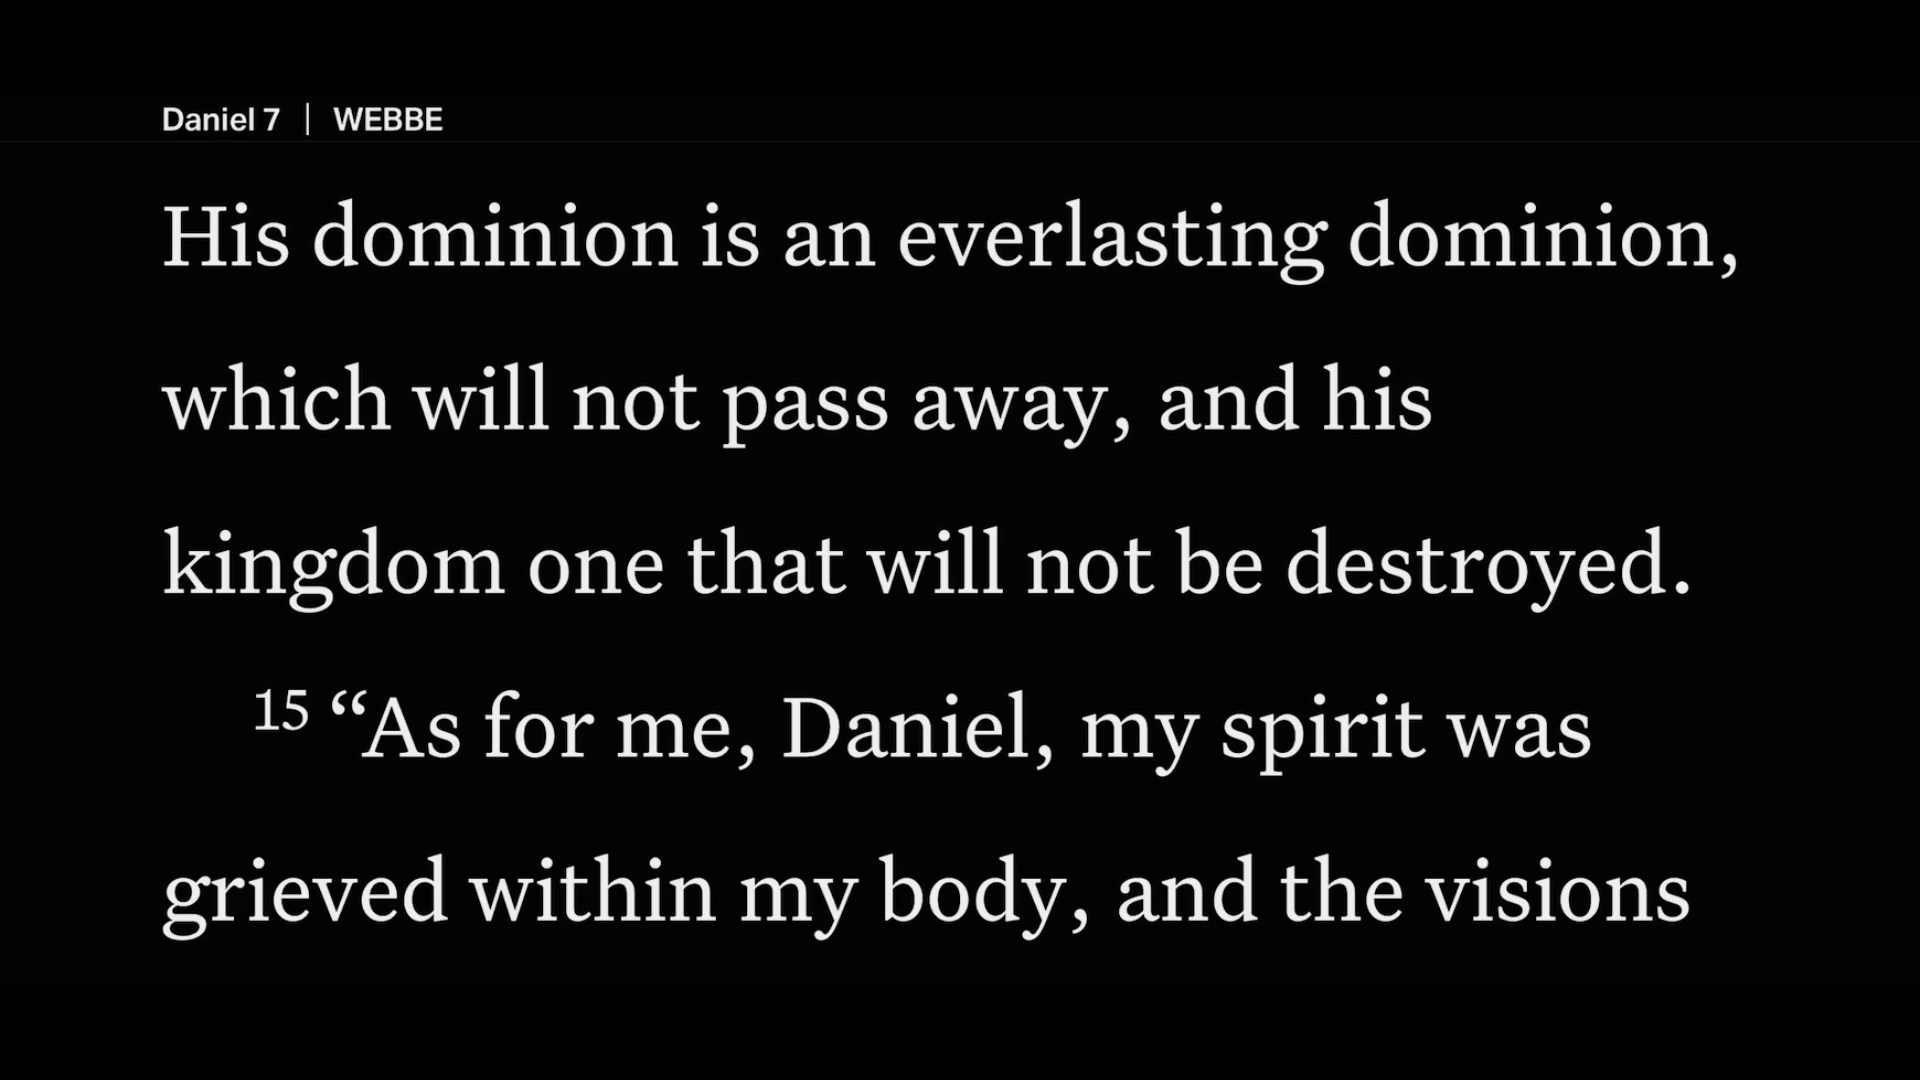 Daniel 7 | WEBBE
His dominion is an everlasting dominion,
which will not pass away, and his
kingdom one that will not be destroyed.
15 “As for me, Daniel, my spirit was
grieved within my body, and the visions